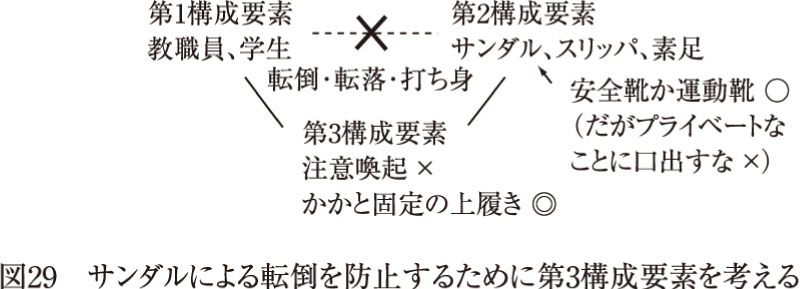 第1構成要素
教職員、学生
第2構成要素
サンダル、スリッパ、素足
転倒・転落・打ち身
安全靴か運動靴 ○
(だがプライベートな
ことに口出すな ×)
第3構成要素
注意喚起 ×
かかと固定の上履き ◎
図29 サンダルによる転倒を防止するために第3構成要素を考える